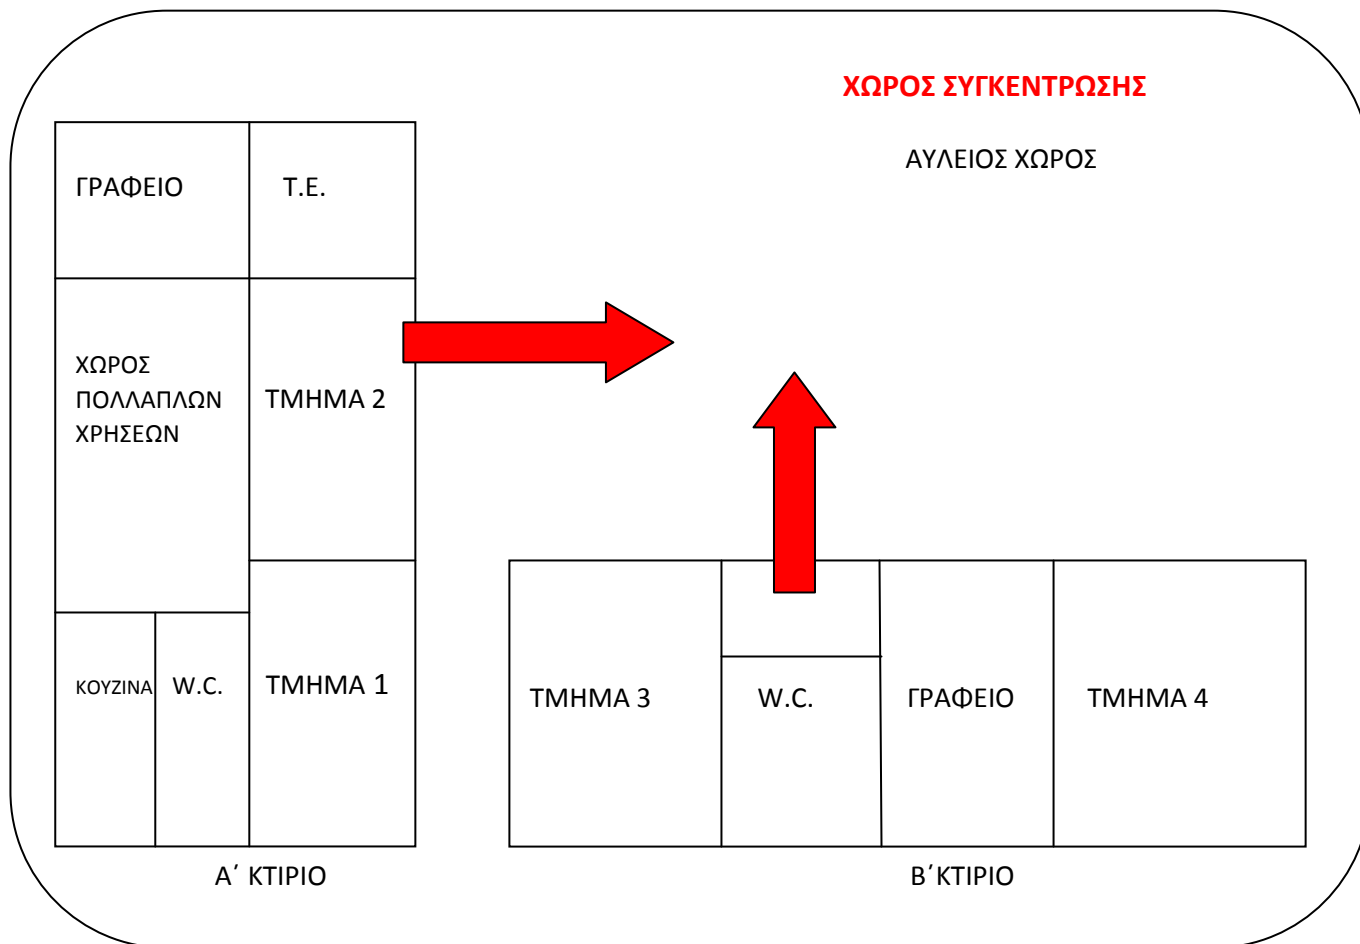 ΧΩΡΟΣ ΣΥΓΚΕΝΤΡΩΣΗΣ
ΑΥΛΕΙΟΣ ΧΩΡΟΣ
ΓΡΑΦΕΙΟ
Τ.Ε.
ΧΩΡΟΣ
ΠΟΛΛΑΠΛΩΝ
ΧΡΗΣΕΩΝ
ΤΜΗΜΑ 2
ΚΟΥΖΙΝΑ
W.C.
ΤΜΗΜΑ 1
ΤΜΗΜΑ 3
W.C.
ΓΡΑΦΕΙΟ
ΤΜΗΜΑ 4
Α΄ ΚΤΙΡΙΟ
Β΄ΚΤΙΡΙΟ